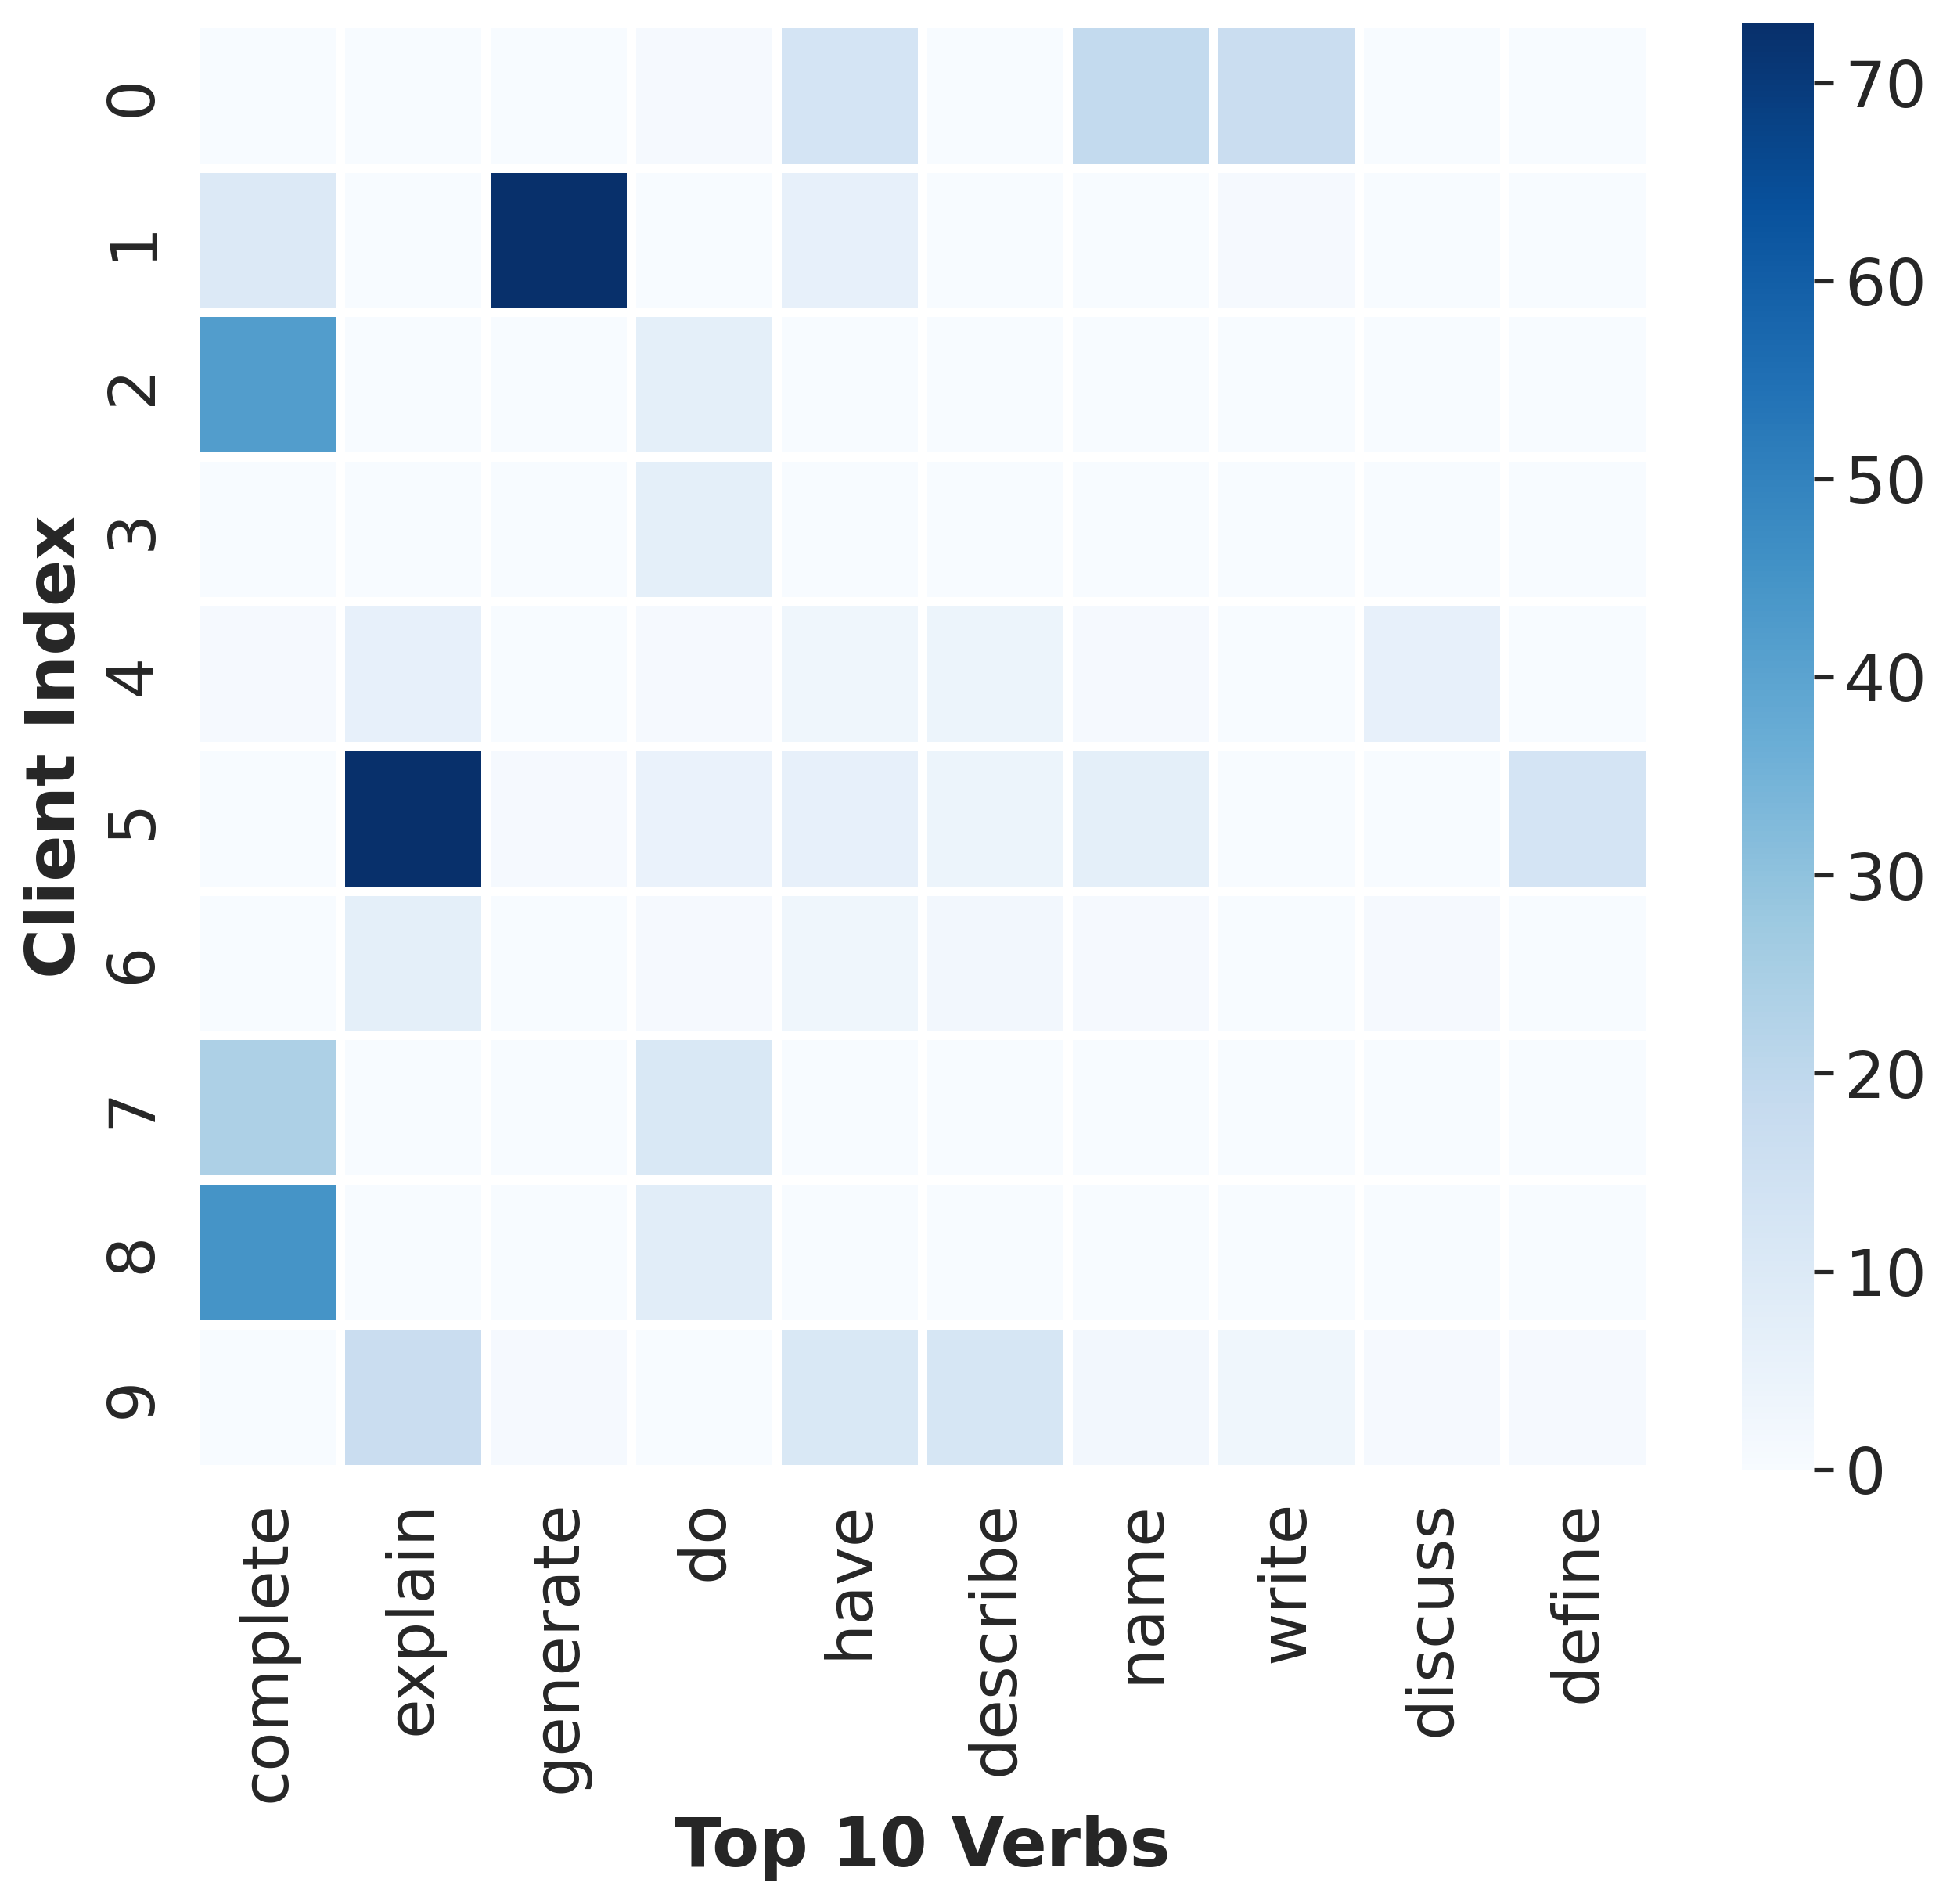 Client Index
0
1
2
3
4
5
6
7
8
9
complete
explain
generate
do
have
describe
name
write
discuss
define
Top 10 Verbs
70
60
50
40
30
20
10
0